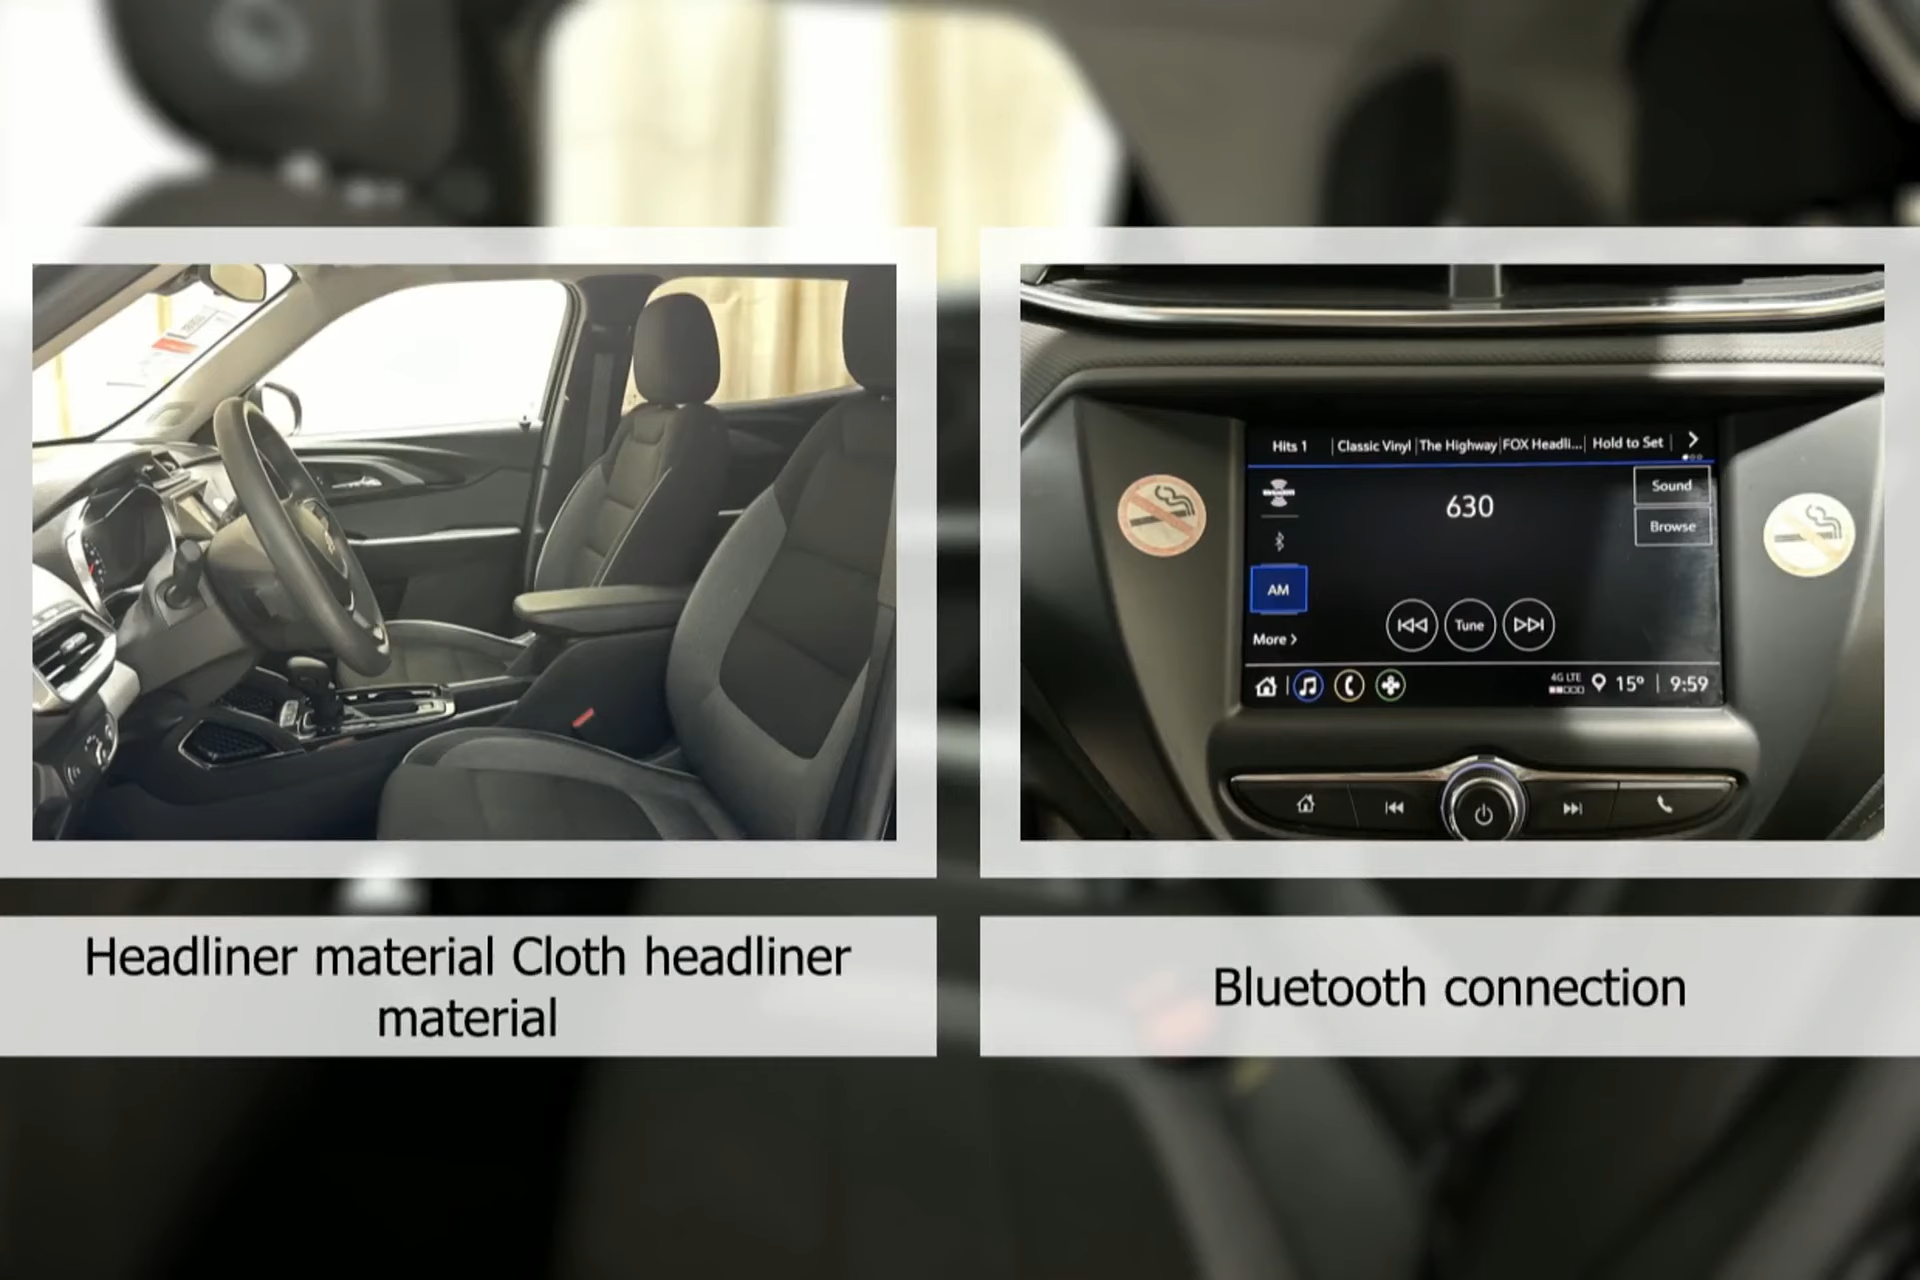 Hits 1 Classic Vinyl The Highway FOX Headli... Hold to Set
Sound
630
Browse
AM
Tune
More
4G LTE
15° 9:59
Headliner material Cloth headliner
material
Bluetooth connection